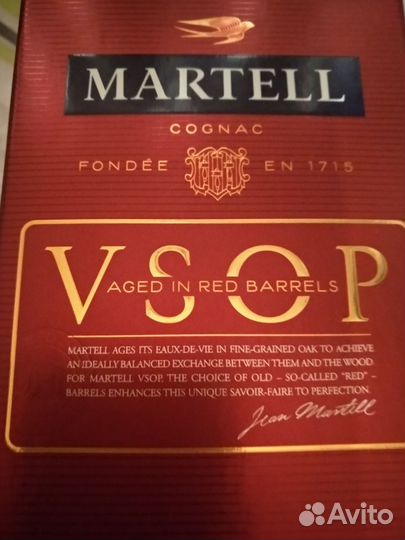 MARTELL
COGNAC
FONDÉE EN 1715
VSOP
AGED IN RED BARRELS
MARTELL AGES ITS EAUX-DE-VIE IN FINE-GRAINED OAK TO ACHIEVE
AN IDEALLY BALANCED EXCHANGE BETWEEN THEM AND THE WOOD.
FOR MARTELL VSOP, THE CHOICE OF OLD – SO-CALLED "RED" –
BARRELS ENHANCES THIS UNIQUE SAVOIR-FAIRE TO PERFECTION.
Jean Martell
Avito